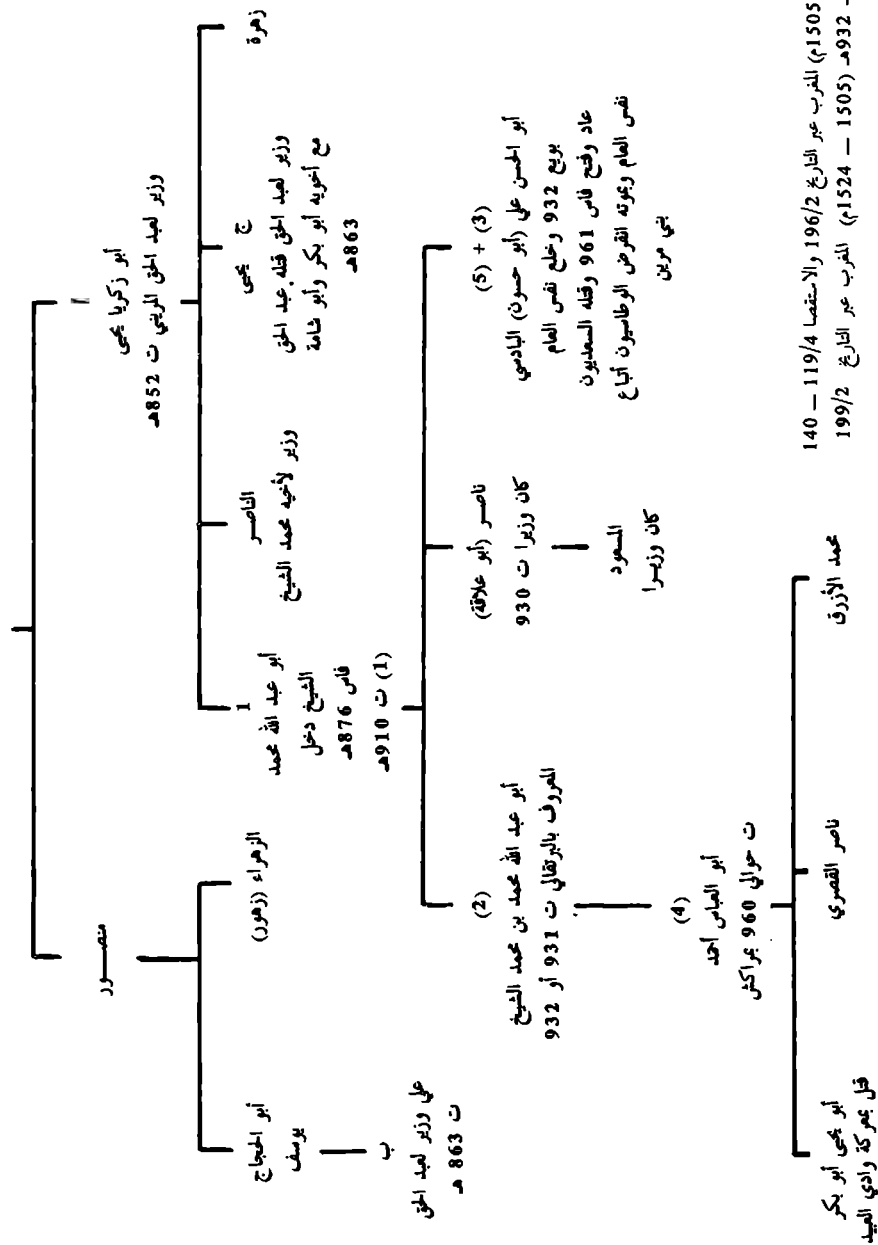 أبو زكريا يحيى
وزير لعبد الحق المريني ت 852هـ
منصور
زهرة
ج يحيى
وزير لعبد الحق قتله عبد الحق
مع أخويه أبو بكر وأبو شامة
863هـ
الناصر
وزير لأخيه محمد الشيخ
1
أبو عبد الله محمد
الشيخ دخل
فاس 876هـ
(1) ت 910هـ
الزهراء (زهور)
أبو الحجاج
يوسف
ب
علي وزير لعبد الحق
ت 863 هـ
(3) + (5)
أبو الحسن علي (أبو حسون) البادسي
بويع 932 وخلع نفس العام
عاد وفتح فاس 961 وقتله السعديون
نفس العام وبموته انقرض الوطاسيون أتباع
بني مرين
ناصر (أبو علاقة)
كان وزيرا ت 930
المسعود
كان وزيرا
(2)
أبو عبد الله محمد بن محمد الشيخ
المعروف بالبرتقالي ت 931 أو 932
(4)
أبو العباس أحمد
ت حوالي 960 بمراكش
محمد الأزرق
ناصر القصري
أبو يحيى أبو بكر
قتل بمعركة وادي العبيد
1505م) المغرب عبر التاريخ 196/2 والاستقصا 119/4 — 140
– 932هـ (1505 — 1524م) المغرب عبر التاريخ 199/2